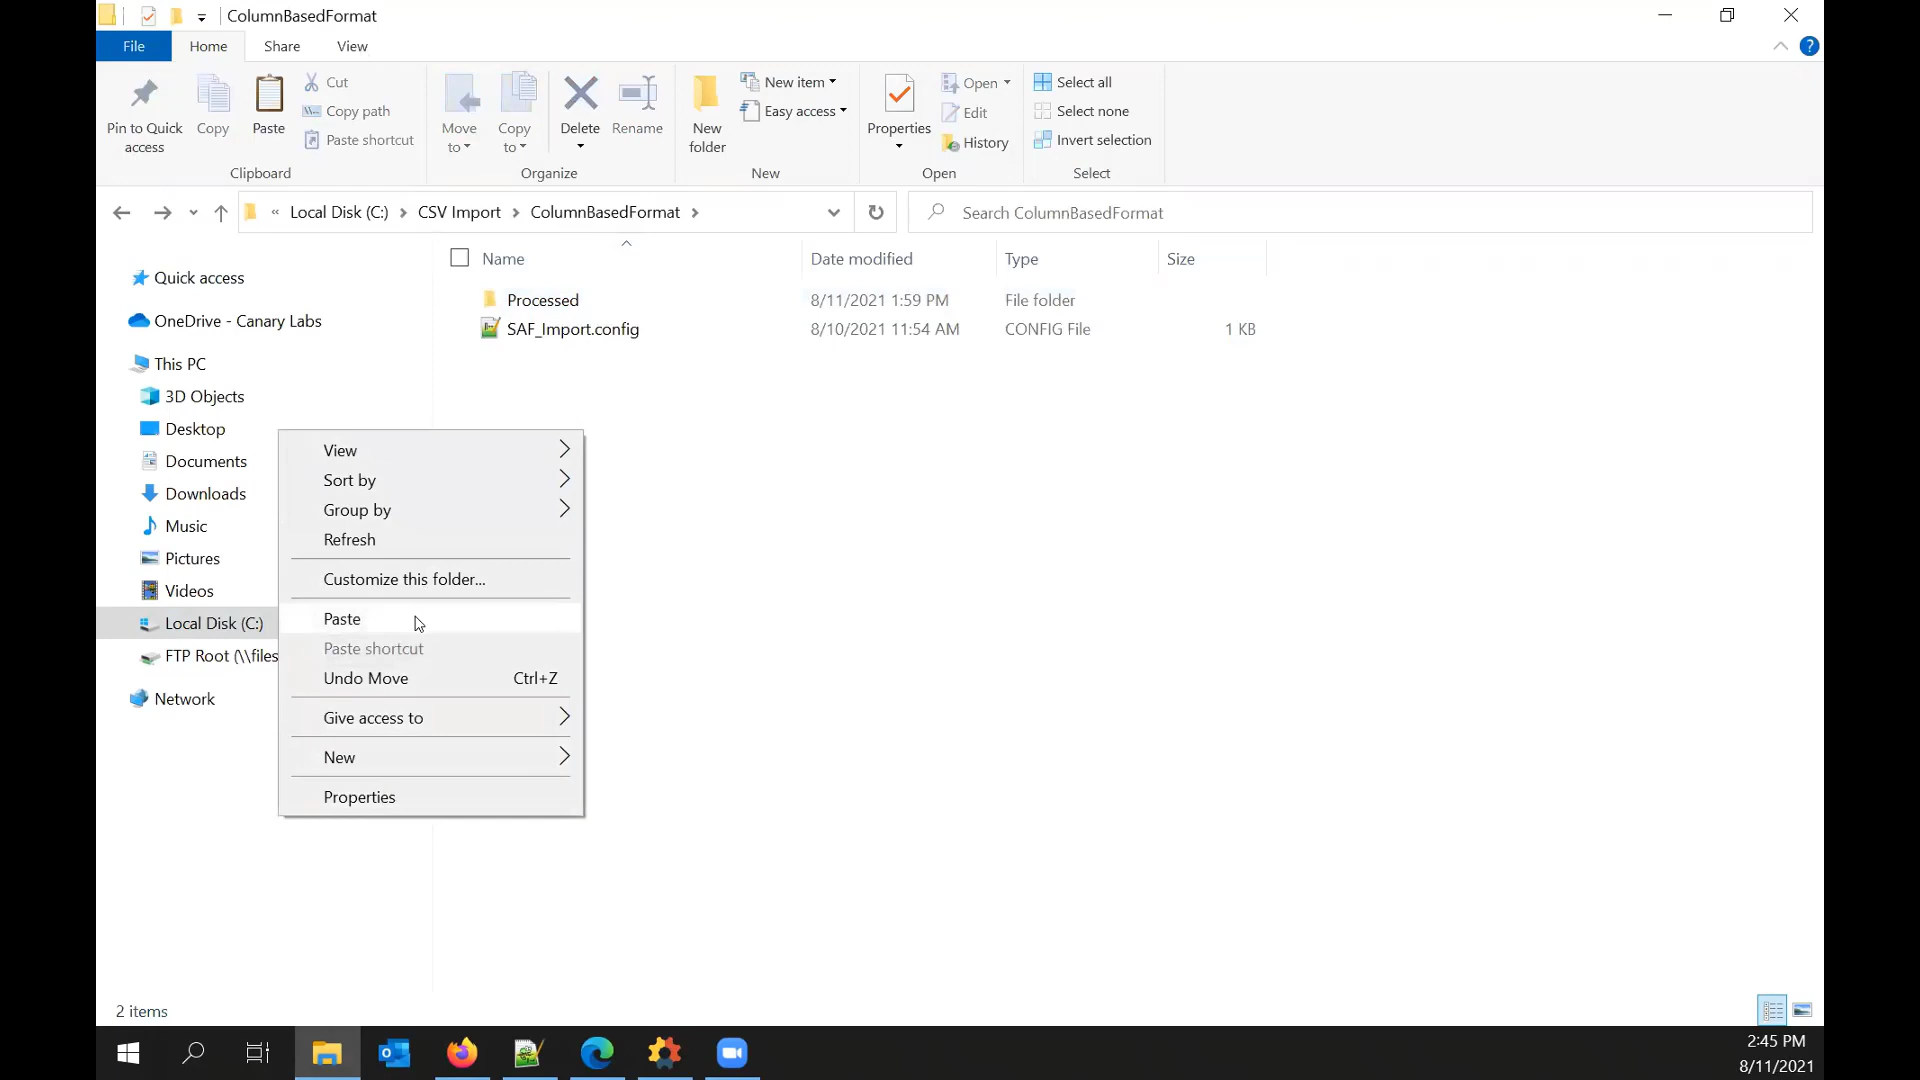 ColumnBasedFormat
File Home Share View
Pin to Quick access
Copy
Paste
Cut
Copy path
Paste shortcut
Clipboard
Move to
Copy to
Delete
Rename
Organize
New folder
New item
Easy access
New
Properties
Open
Edit
History
Open
Select all
Select none
Invert selection
Select
« Local Disk (C:) > CSV Import > ColumnBasedFormat >
Search ColumnBasedFormat
Name Date modified Type Size
Processed 8/11/2021 1:59 PM File folder
SAF_Import.config 8/10/2021 11:54 AM CONFIG File 1 KB
Quick access
OneDrive - Canary Labs
This PC
3D Objects
Desktop
Documents
Downloads
Music
Pictures
Videos
Local Disk (C:)
FTP Root (\\files
Network
View
Sort by
Group by
Refresh
Customize this folder...
Paste
Paste shortcut
Undo Move Ctrl+Z
Give access to
New
Properties
2 items
2:45 PM
8/11/2021